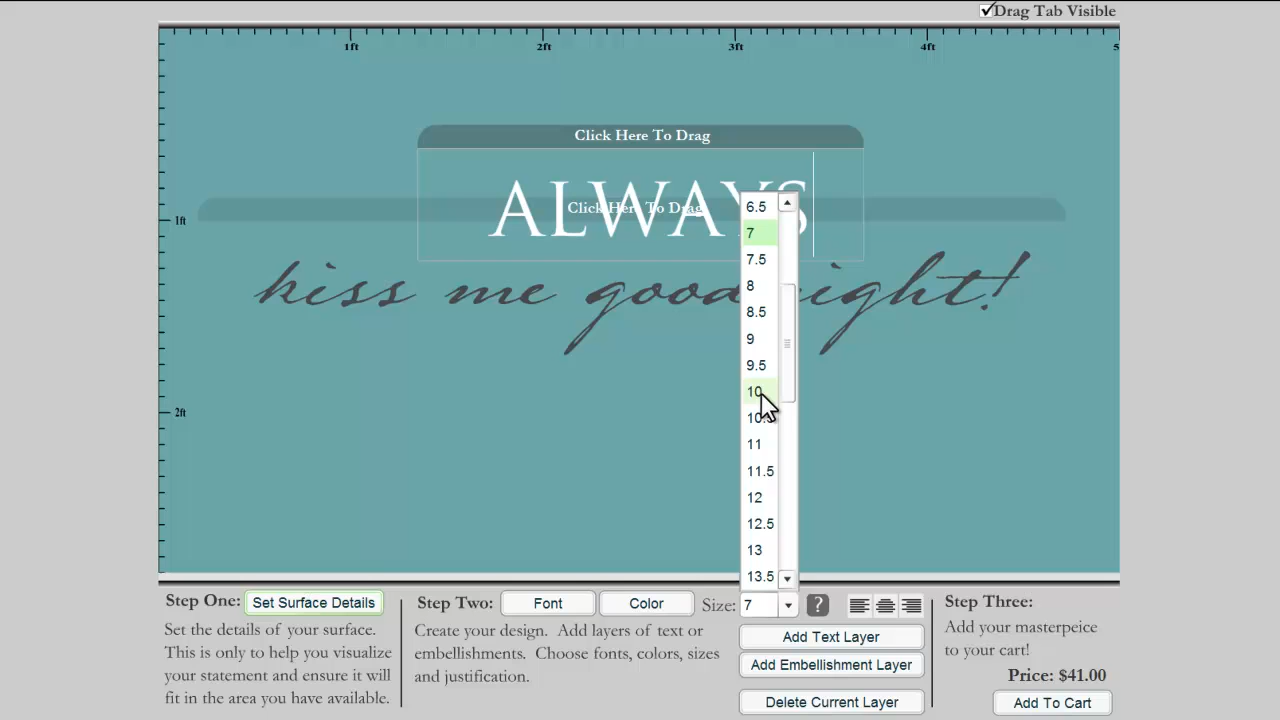 Drag Tab Visible
1ft 2ft 3ft 4ft 5
Click Here To Drag
ALWAYS
Click Here To Drag
1ft
kiss me goodnight!
2ft
6.5
7
7.5
8
8.5
9
9.5
10
10.5
11
11.5
12
12.5
13
13.5
Step One: Set Surface Details
Set the details of your surface.
This is only to help you visualize
your statement and ensure it will
fit in the area you have available.
Step Two: Font Color Size: 7 ?
Create your design. Add layers of text or
embellishments. Choose fonts, colors, sizes
and justification.
Add Text Layer
Add Embellishment Layer
Delete Current Layer
Step Three:
Add your masterpeice
to your cart!
Price: $41.00
Add To Cart